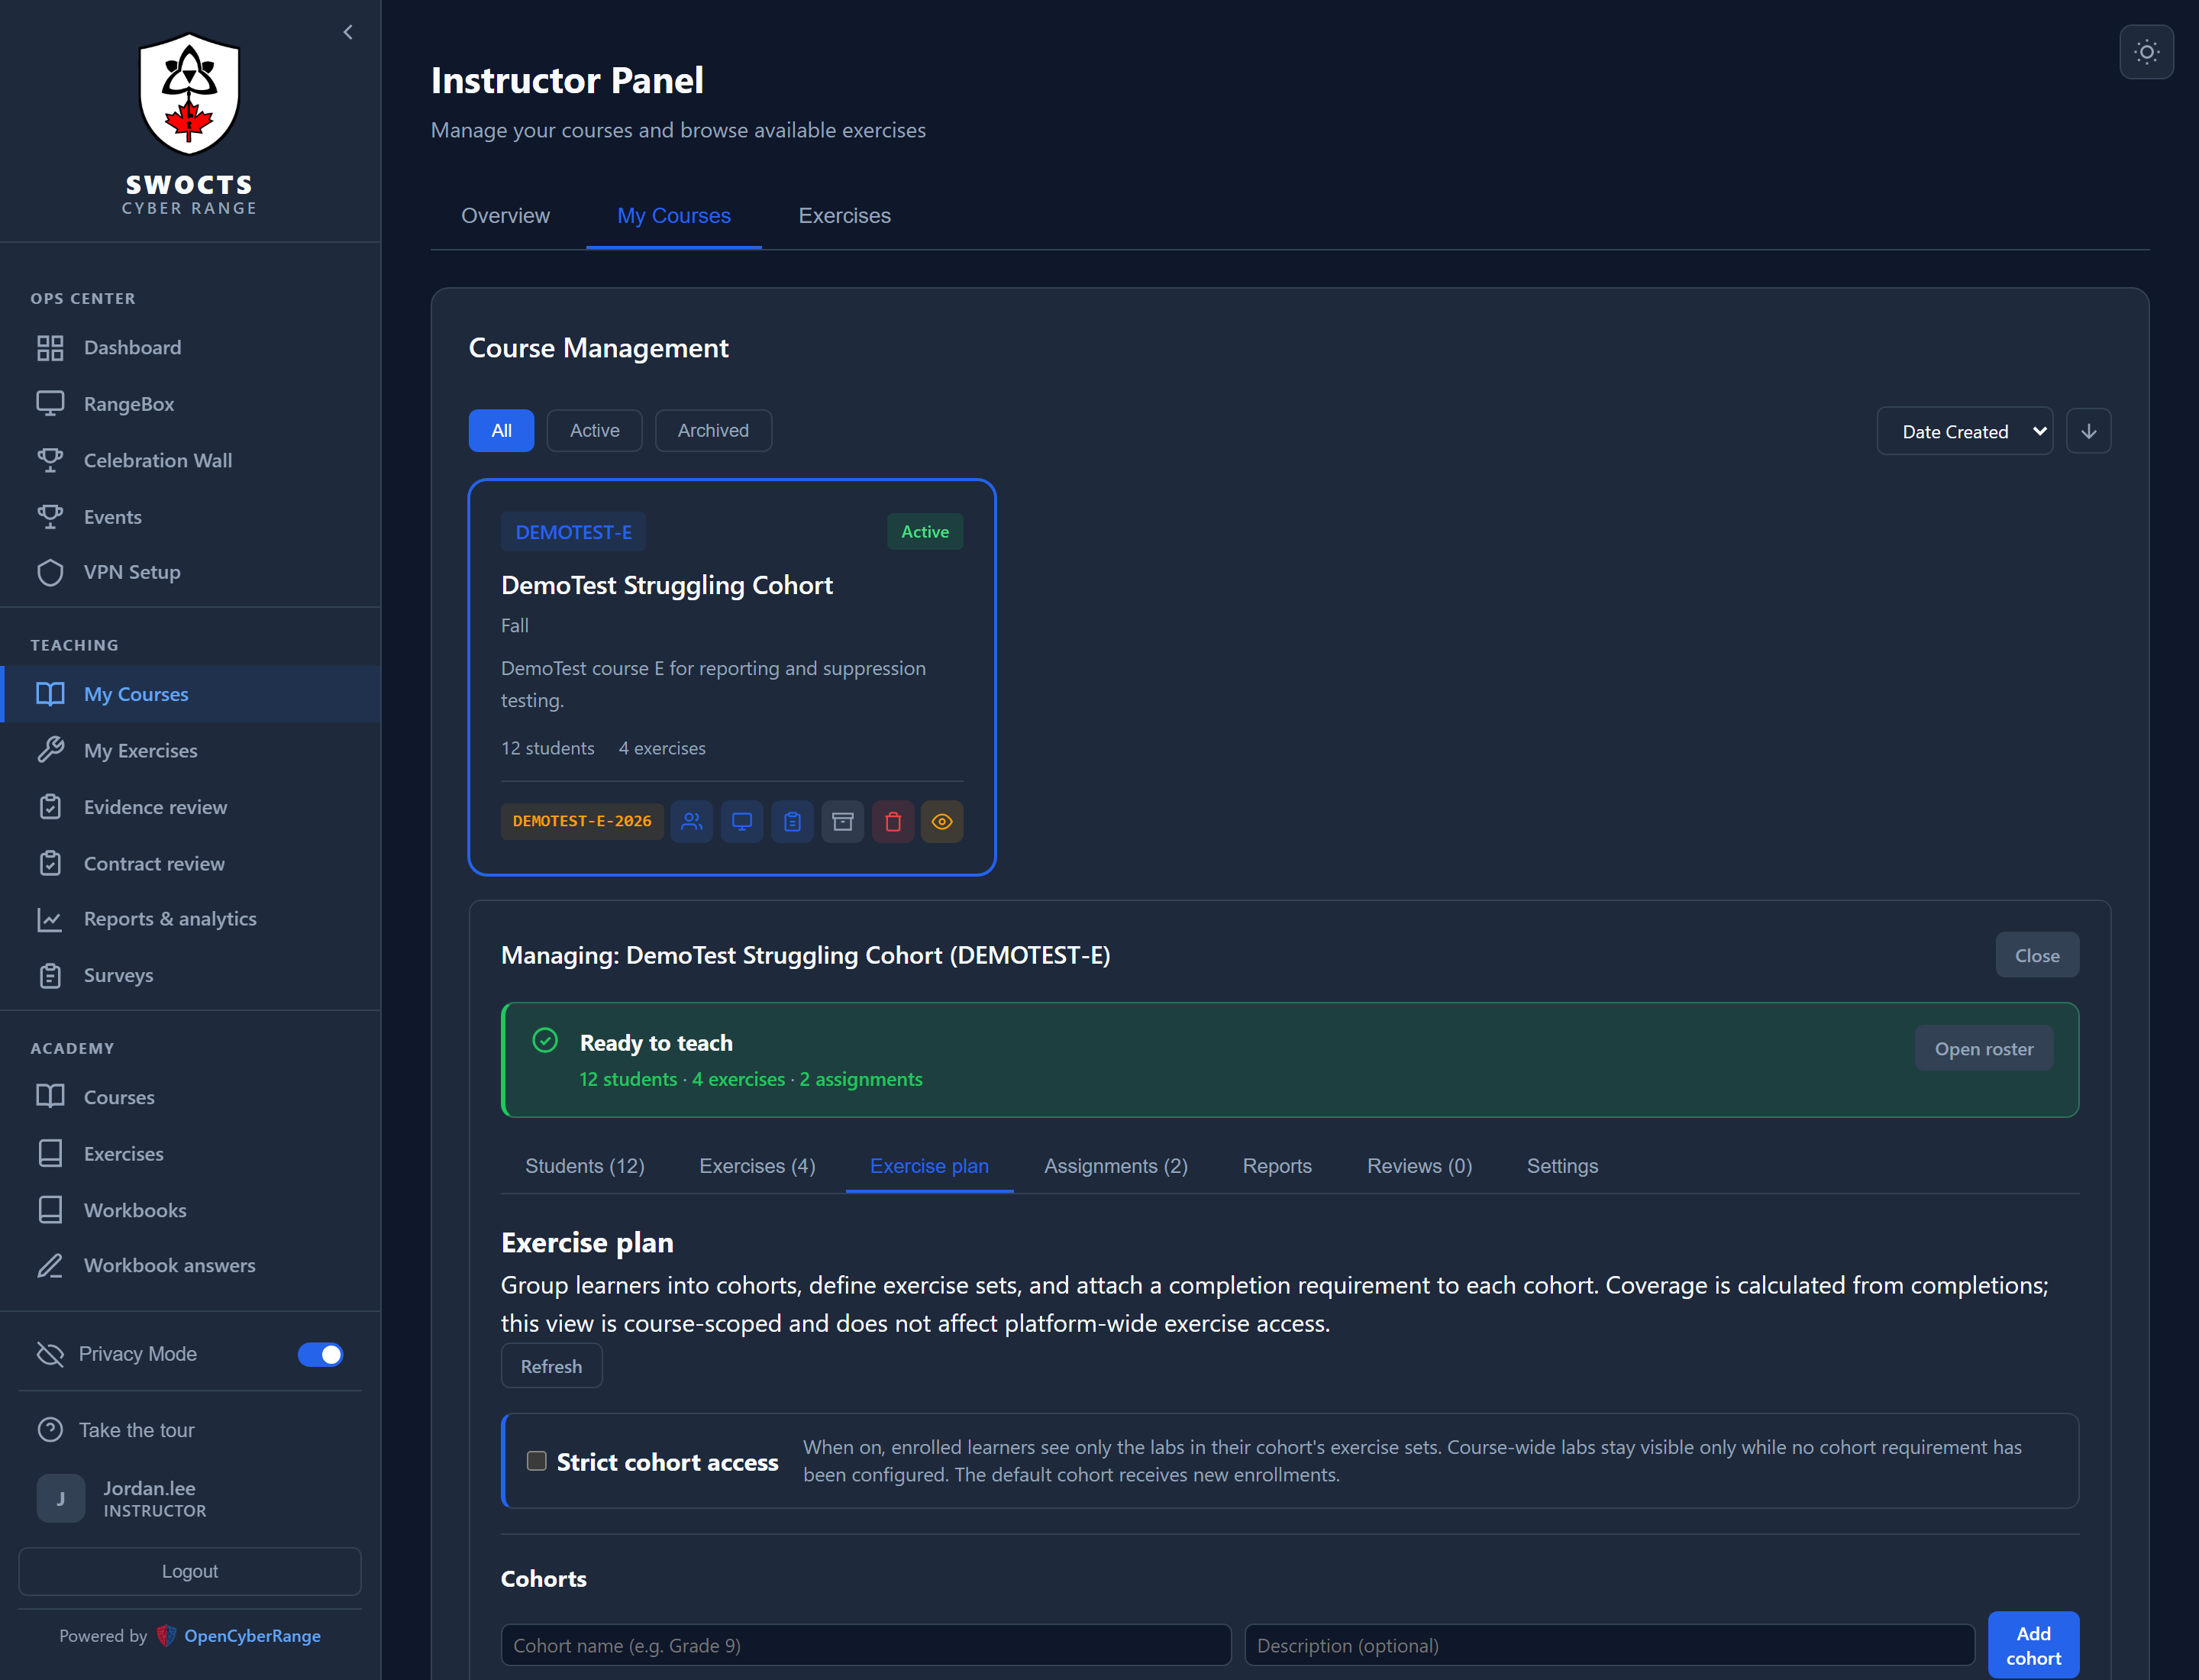 SWOCTS
CYBER RANGE
OPS CENTER
Dashboard
RangeBox
Celebration Wall
Events
VPN Setup
TEACHING
My Courses
My Exercises
Evidence review
Contract review
Reports & analytics
Surveys
ACADEMY
Courses
Exercises
Workbooks
Workbook answers
Privacy Mode
Take the tour
J
Jordan.lee
INSTRUCTOR
Logout
Powered by OpenCyberRange
Instructor Panel
Manage your courses and browse available exercises
Overview My Courses Exercises
Course Management
All Active Archived Date Created
DEMOTEST-E Active
DemoTest Struggling Cohort
Fall
DemoTest course E for reporting and suppression
testing.
12 students 4 exercises
DEMOTEST-E-2026
Managing: DemoTest Struggling Cohort (DEMOTEST-E) Close
Ready to teach
12 students · 4 exercises · 2 assignments
Open roster
Students (12) Exercises (4) Exercise plan Assignments (2) Reports Reviews (0) Settings
Exercise plan
Group learners into cohorts, define exercise sets, and attach a completion requirement to each cohort. Coverage is calculated from completions;
this view is course-scoped and does not affect platform-wide exercise access.
Refresh
Strict cohort access
When on, enrolled learners see only the labs in their cohort's exercise sets. Course-wide labs stay visible only while no cohort requirement has
been configured. The default cohort receives new enrollments.
Cohorts
Cohort name (e.g. Grade 9) Description (optional)
Add
cohort